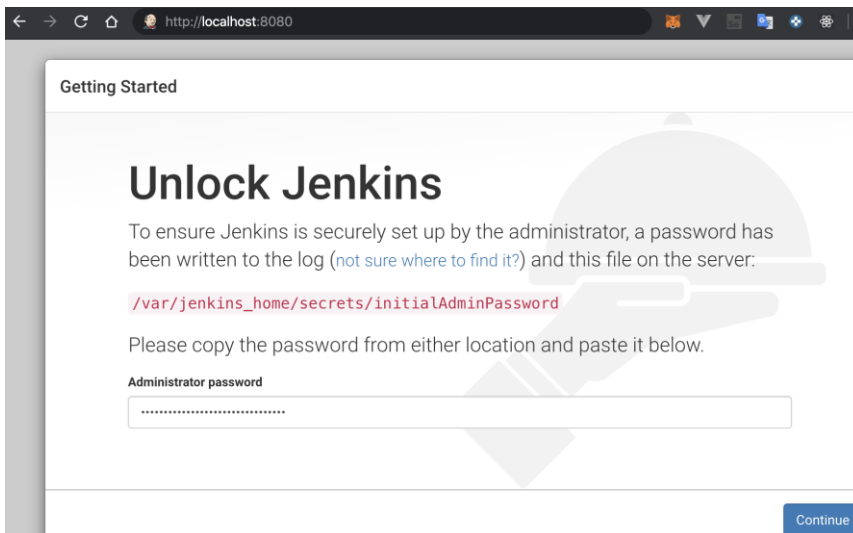 http://localhost:8080
Getting Started
Unlock Jenkins
To ensure Jenkins is securely set up by the administrator, a password has
been written to the log (not sure where to find it?) and this file on the server:
/var/jenkins_home/secrets/initialAdminPassword
Please copy the password from either location and paste it below.
Administrator password
Continue